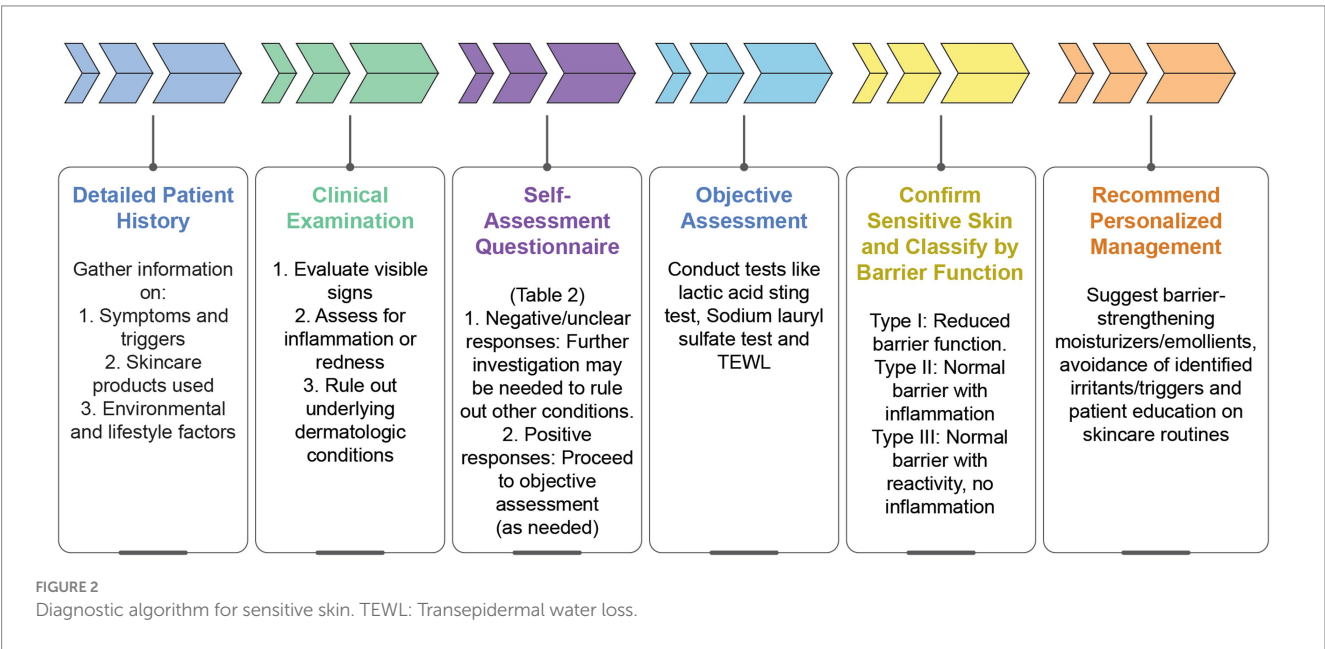 Detailed Patient
History
Gather information
on:
1. Symptoms and
triggers
2. Skincare
products used
3. Environmental
and lifestyle factors
Clinical
Examination
1. Evaluate visible
signs
2. Assess for
inflammation or
redness
3. Rule out
underlying
dermatologic
conditions
Self-
Assessment
Questionnaire
(Table 2)
1. Negative/unclear
responses: Further
investigation may
be needed to rule
out other conditions.
2. Positive
responses: Proceed
to objective
assessment
(as needed)
Objective
Assessment
Conduct tests like
lactic acid sting
test, Sodium lauryl
sulfate test and
TEWL
Confirm
Sensitive Skin
and Classify by
Barrier Function
Type I: Reduced
barrier function.
Type II: Normal
barrier with
inflammation
Type III: Normal
barrier with
reactivity, no
inflammation
Recommend
Personalized
Management
Suggest barrier-
strengthening
moisturizers/emollients,
avoidance of identified
irritants/triggers and
patient education on
skincare routines
FIGURE 2
Diagnostic algorithm for sensitive skin. TEWL: Transepidermal water loss.